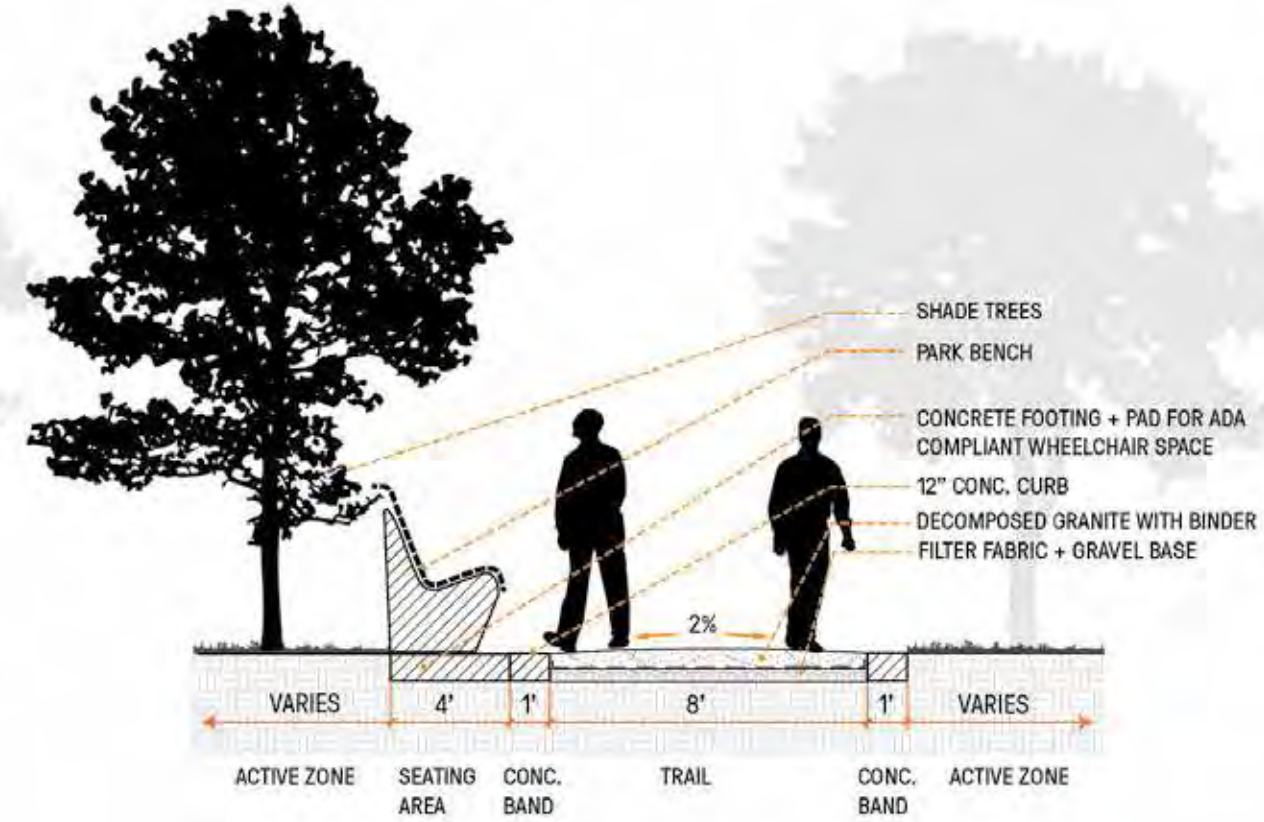 SHADE TREES
PARK BENCH
CONCRETE FOOTING + PAD FOR ADA
COMPLIANT WHEELCHAIR SPACE
12" CONC. CURB
DECOMPOSED GRANITE WITH BINDER
FILTER FABRIC + GRAVEL BASE
2%
VARIES 4' 1' 8' 1' VARIES
ACTIVE ZONE SEATING CONC. TRAIL CONC. ACTIVE ZONE
AREA BAND BAND